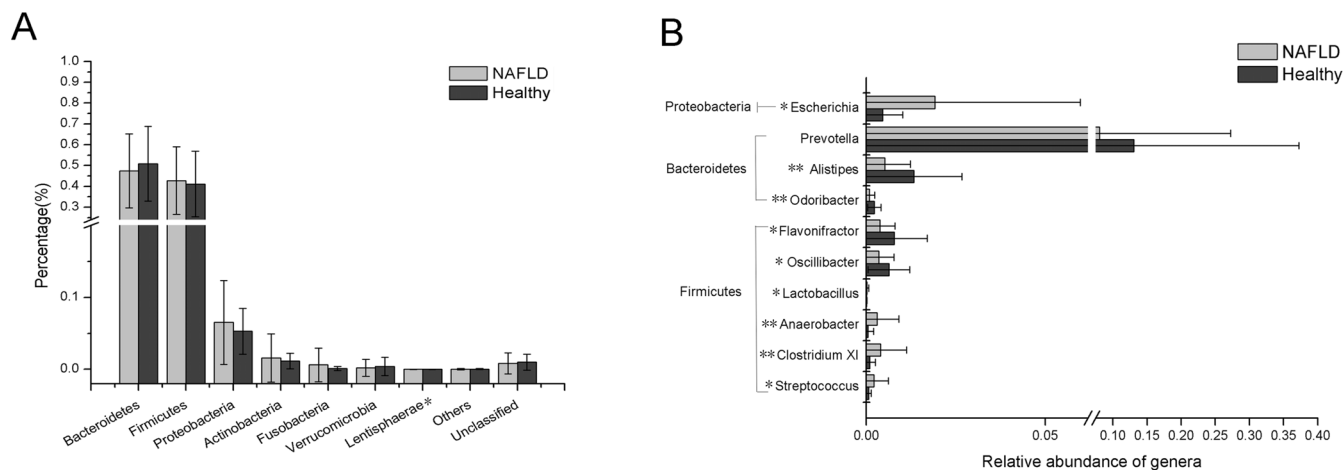 A
NAFLD
Healthy
Percentage(%)
1.0
0.9
0.8
0.7
0.6
0.5
0.4
0.3
0.1
0.0
Bacteroidetes
Firmicutes
Proteobacteria
Actinobacteria
Fusobacteria
Verrucomicrobia
Lentisphaerae*
Others
Unclassified
B
NAFLD
Healthy
Proteobacteria
* Escherichia
Prevotella
Bacteroidetes
** Alistipes
** Odoribacter
*Flavonifractor
* Oscillibacter
Firmicutes
* Lactobacillus
** Anaerobacter
**Clostridium XI
* Streptococcus
0.00 0.05 0.10 0.15 0.20 0.25 0.30 0.35 0.40
Relative abundance of genera